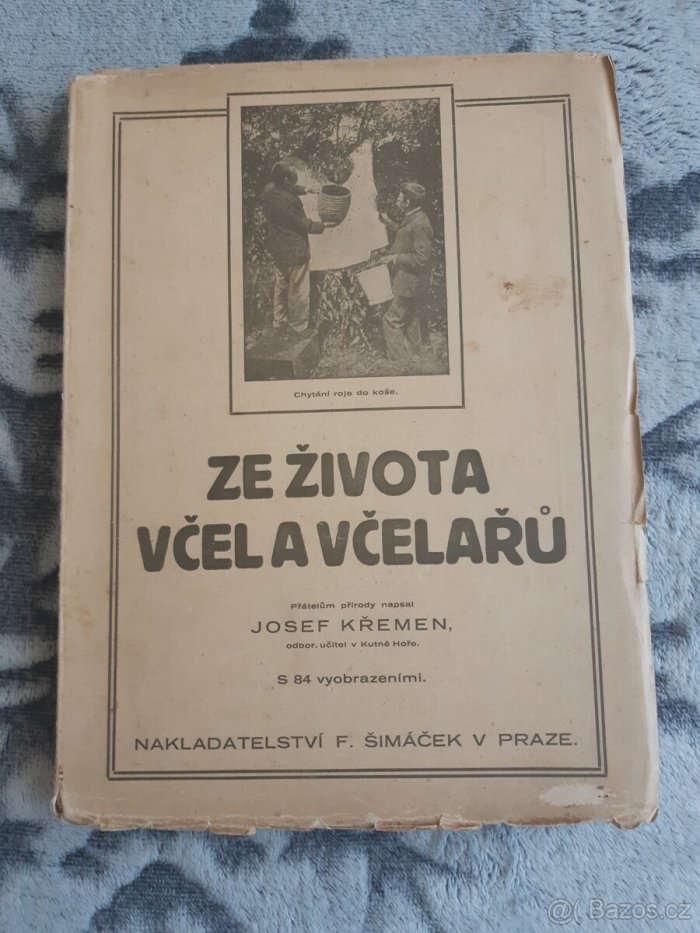 Chytání roje do koše.
ZE ŽIVOTA
VČEL A VČELAŘŮ
Přátelům přírody napsal
JOSEF KŘEMEN,
odbor. učitel v Kutné Hoře.
S 84 vyobrazeními.
NAKLADATELSTVÍ F. ŠIMÁČEK V PRAZE.
@( Bazos.cz